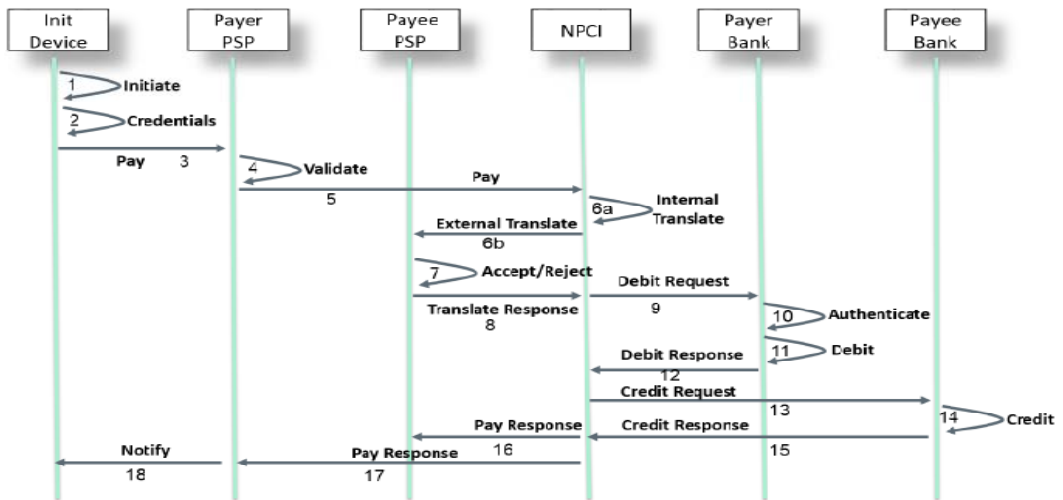 Init
Device
Payer
PSP
Payee
PSP
NPCI
Payer
Bank
Payee
Bank
1 Initiate
2 Credentials
Pay 3
4 Validate
Pay
5
6a Internal
Translate
External Translate
6b
7 Accept/Reject
Debit Request
9
Translate Response
8
10 Authenticate
11 Debit
Debit Response
12
Credit Request
13
14 Credit
Pay Response
16
Credit Response
15
Notify
18
Pay Response
17